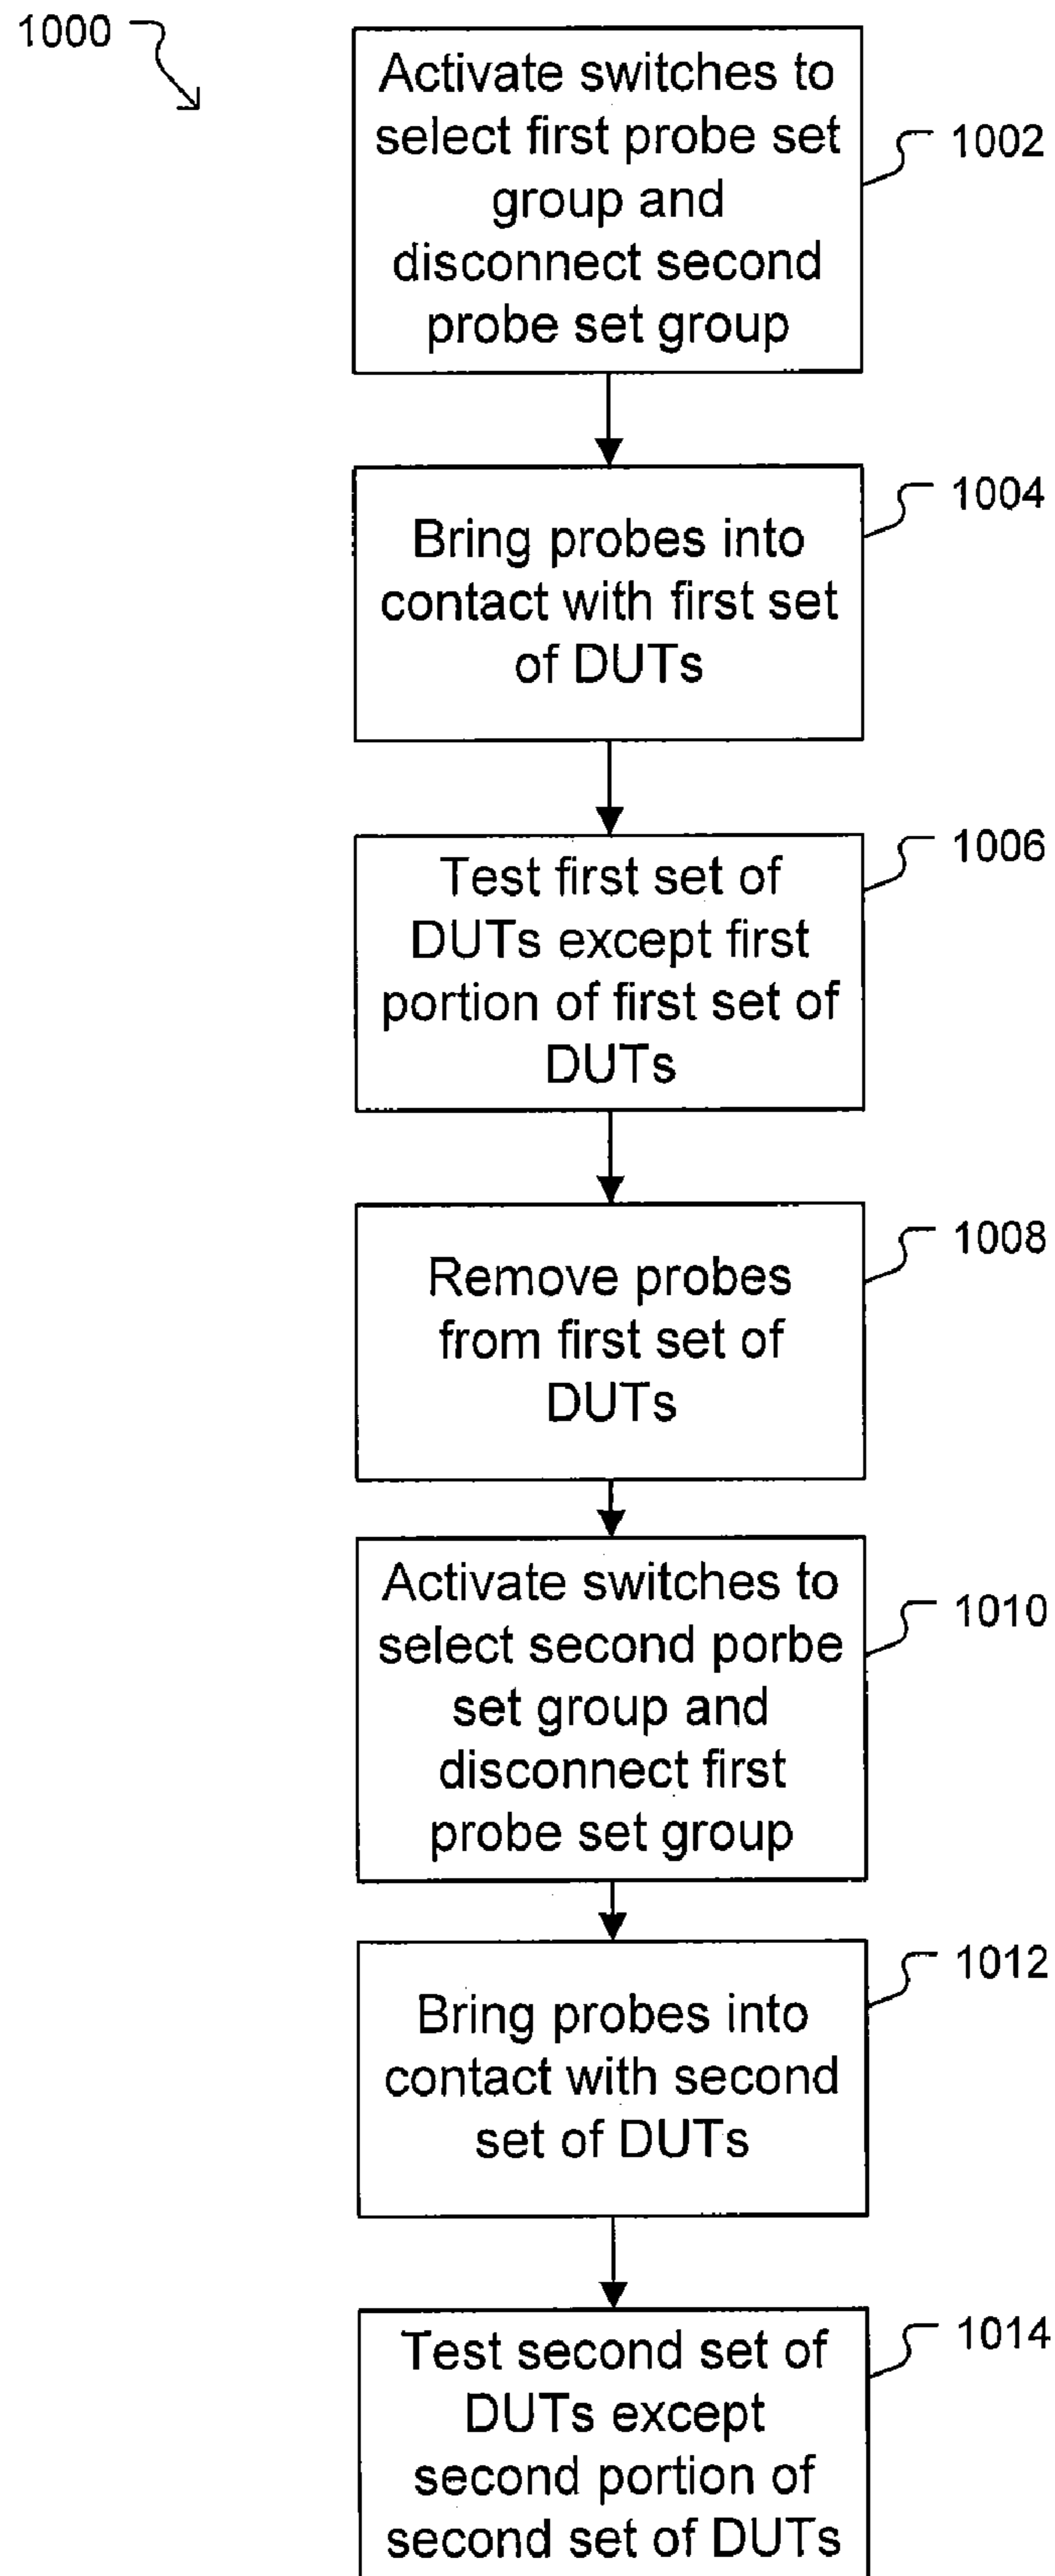 1000
Activate switches to
select first probe set
group and
disconnect second
probe set group
1002
Bring probes into
contact with first set
of DUTs
1004
Test first set of
DUTs except first
portion of first set of
DUTs
1006
Remove probes
from first set of
DUTs
1008
Activate switches to
select second porbe
set group and
disconnect first
probe set group
1010
Bring probes into
contact with second
set of DUTs
1012
Test second set of
DUTs except
second portion of
second set of DUTs
1014